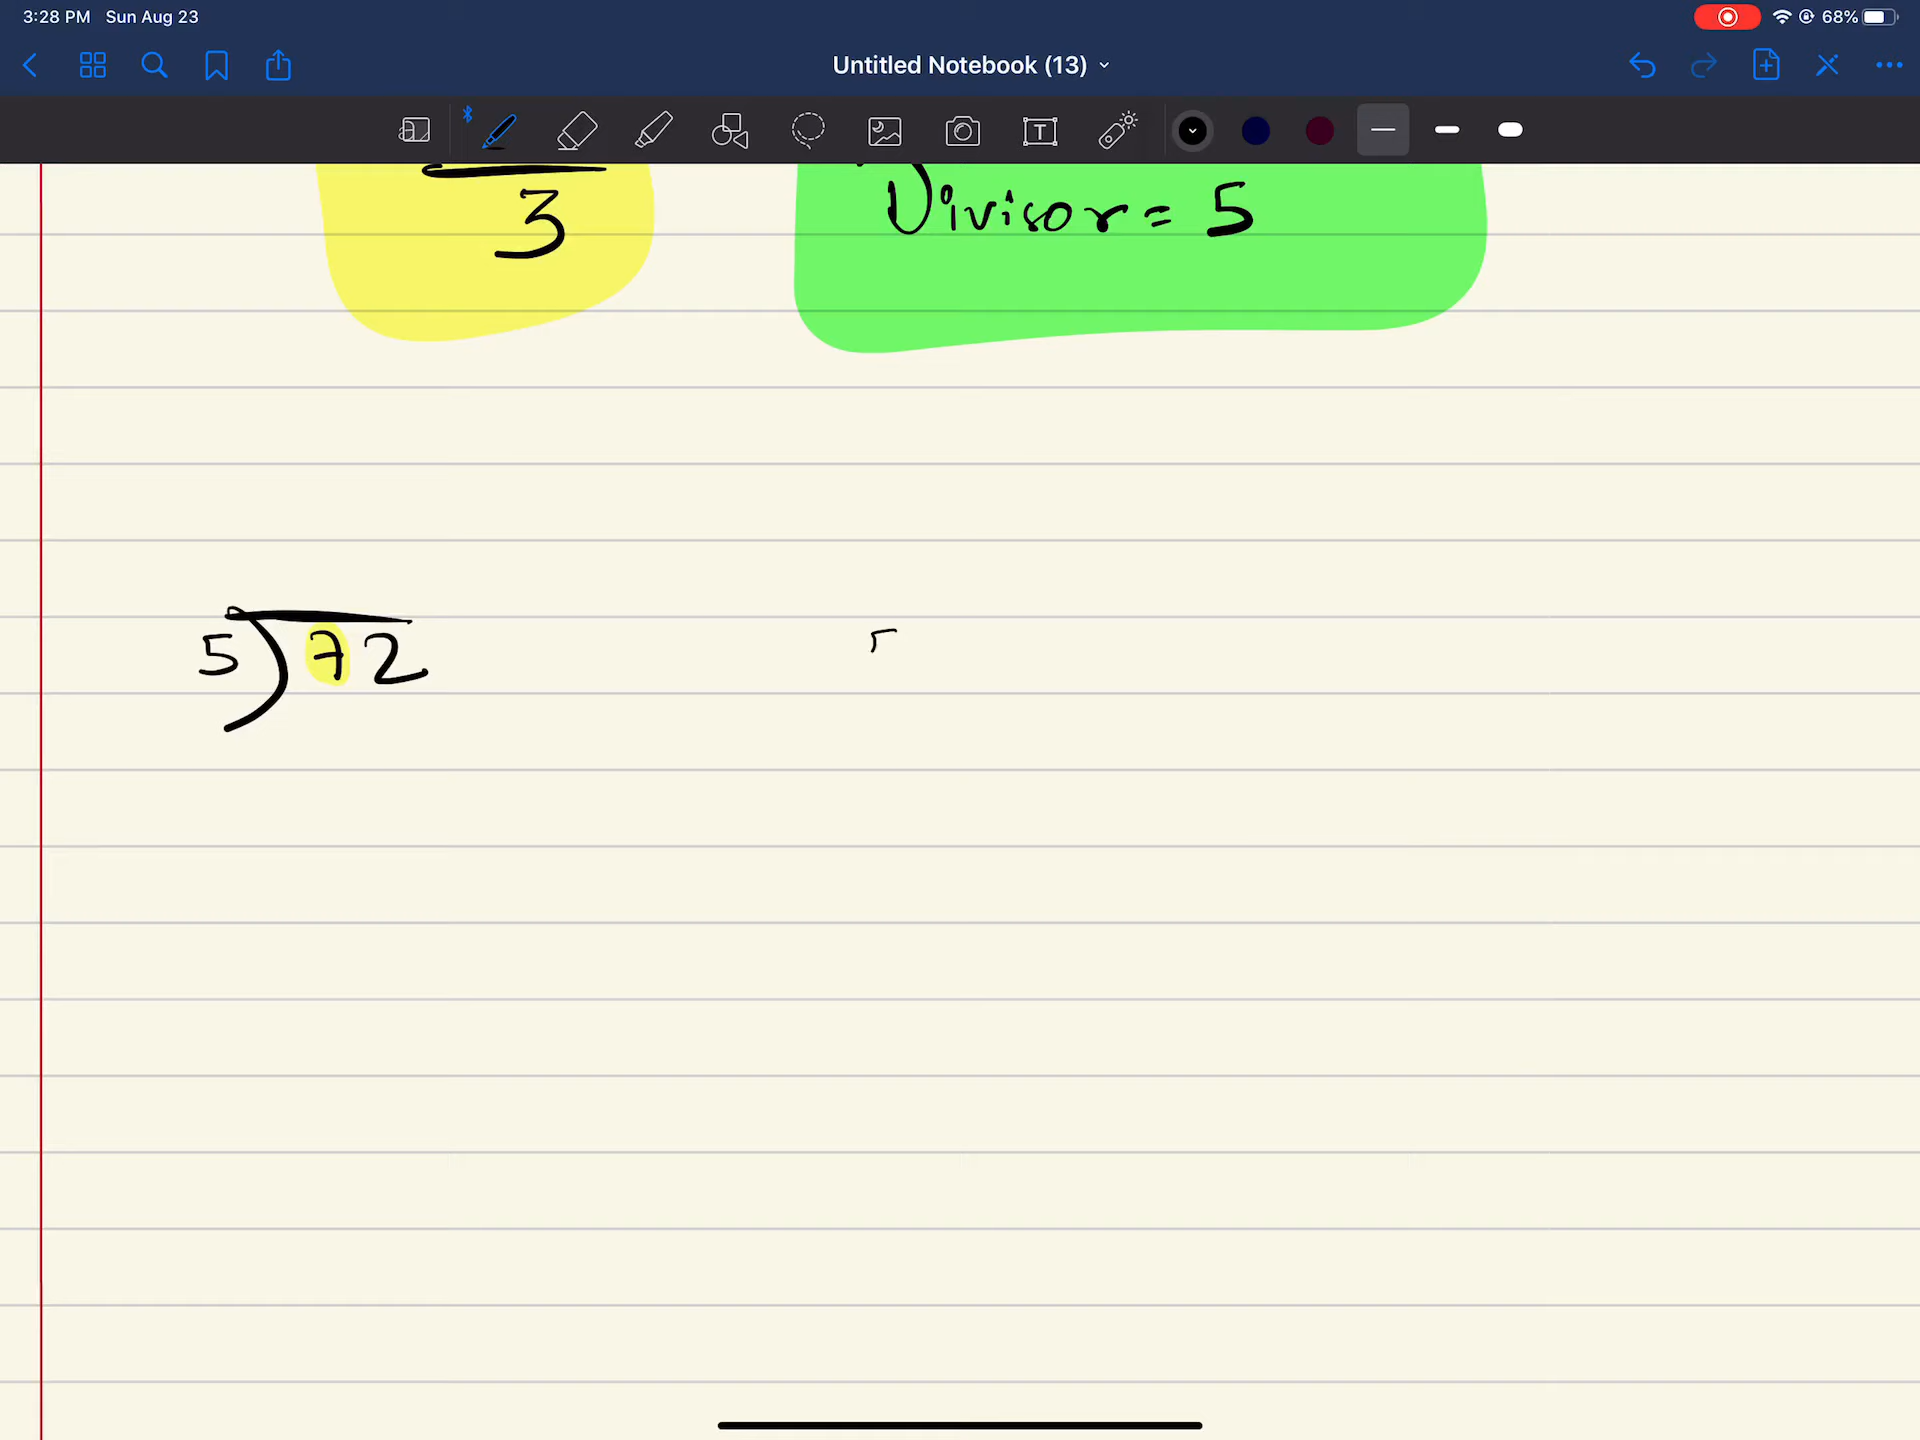 3:28 PM Sun Aug 23
68%
Untitled Notebook (13)
T
3
Divisor = 5
5) 72